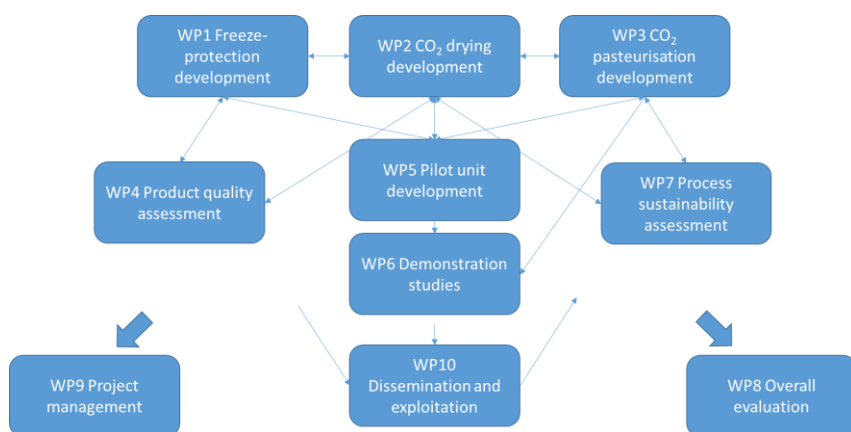 WP1 Freeze-
protection
development
WP2 CO₂ drying
development
WP3 CO₂
pasteurisation
development
WP4 Product quality
assessment
WP5 Pilot unit
development
WP7 Process
sustainability
assessment
WP6 Demonstration
studies
WP9 Project
management
WP10
Dissemination and
exploitation
WP8 Overall
evaluation